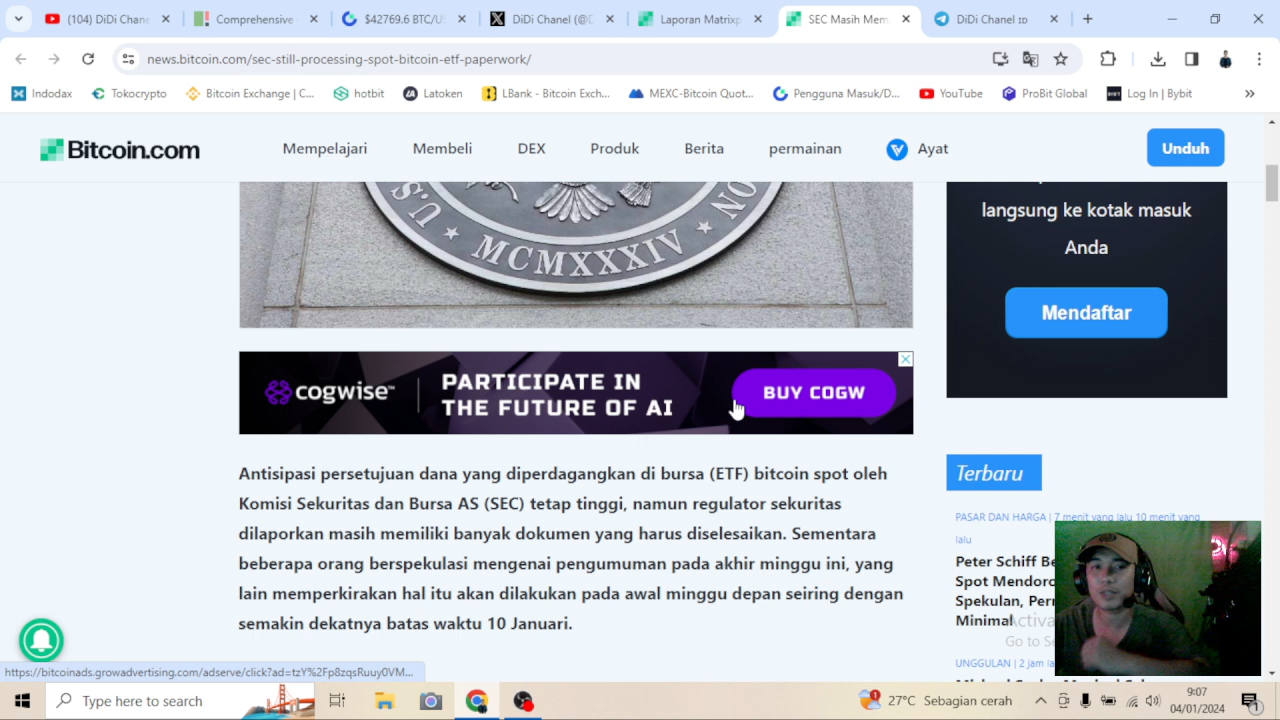 (104) DiDi Chane
Comprehensive
$42769.6 BTC/U
DiDi Chanel (@D
Laporan Matrixp
SEC Masih Mem
DiDi Chanel ID
news.bitcoin.com/sec-still-processing-spot-bitcoin-etf-paperwork/
Indodax
Tokocrypto
Bitcoin Exchange | C...
hotbit
Latoken
LBank - Bitcoin Exch...
MEXC-Bitcoin Quot...
Pengguna Masuk/D...
YouTube
ProBit Global
Log In | Bybit
Bitcoin.com
Mempelajari
Membeli
DEX
Produk
Berita
permainan
Ayat
Unduh
U.S.
MCMXXXIV
ON
langsung ke kotak masuk
Anda
Mendaftar
cogwise™
PARTICIPATE IN
THE FUTURE OF AI
BUY COGW
Antisipasi persetujuan dana yang diperdagangkan di bursa (ETF) bitcoin spot oleh
Komisi Sekuritas dan Bursa AS (SEC) tetap tinggi, namun regulator sekuritas
dilaporkan masih memiliki banyak dokumen yang harus diselesaikan. Sementara
beberapa orang berspekulasi mengenai pengumuman pada akhir minggu ini, yang
lain memperkirakan hal itu akan dilakukan pada awal minggu depan seiring dengan
semakin dekatnya batas waktu 10 Januari.
Terbaru
PASAR DAN HARGA | 7 menit yang lalu 10 menit yang
lalu
Peter Schiff Be
Spot Mendoro
Spekulan, Per
Minimal
Activa
Go to Se
UNGGULAN | 2 jam la
https://bitcoinads.growadvertising.com/adserve/click?ad=tzY%2Fp8zqsRuuy0VM...
Type here to search
27°C Sebagian cerah
9:07
04/01/2024